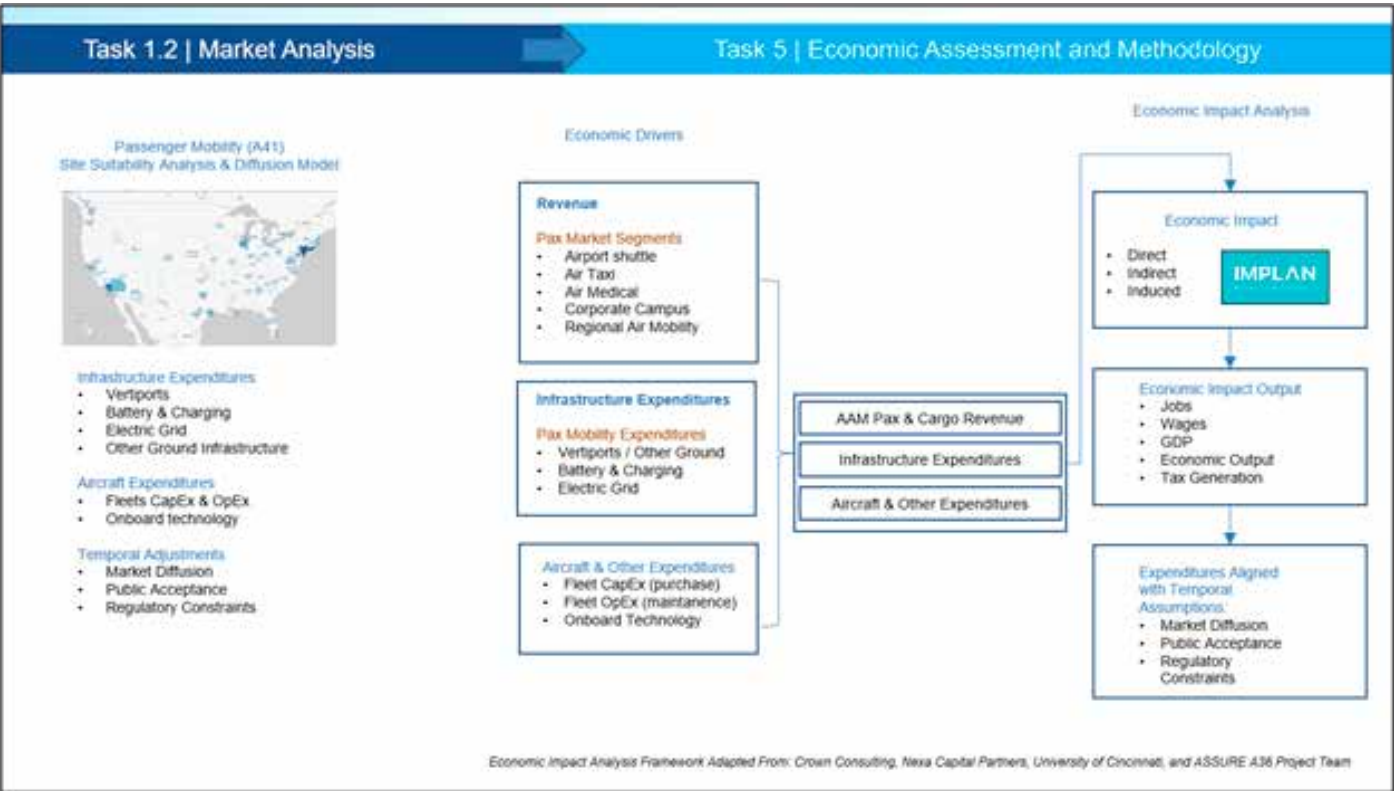 Task 1.2 | Market Analysis
Task 5 | Economic Assessment and Methodology
Passenger Mobility (A41)
Site Suitability Analysis & Diffusion Model
Infrastructure Expenditures
• Vertiports
• Battery & Charging
• Electric Grid
• Other Ground Infrastructure
Aircraft Expenditures
• Fleets CapEx & OpEx
• Onboard technology
Temporal Adjustments
• Market Diffusion
• Public Acceptance
• Regulatory Constraints
Economic Drivers
Revenue
Pax Market Segments
• Airport shuttle
• Air Taxi
• Air Medical
• Corporate Campus
• Regional Air Mobility
Infrastructure Expenditures
Pax Mobility Expenditures
• Vertiports / Other Ground
• Battery & Charging
• Electric Grid
Aircraft & Other Expenditures
• Fleet CapEx (purchase)
• Fleet OpEx (maintanence)
• Onboard Technology
AAM Pax & Cargo Revenue
Infrastructure Expenditures
Aircraft & Other Expenditures
Economic Impact Analysis
Economic Impact
• Direct
• Indirect
• Induced
IMPLAN
Economic Impact Output
• Jobs
• Wages
• GDP
• Economic Output
• Tax Generation
Expenditures Aligned
with Temporal
Assumptions:
• Market Diffusion
• Public Acceptance
• Regulatory
Constraints
Economic Impact Analysis Framework Adapted From: Crown Consulting, Nexa Capital Partners, University of Cincinnati, and ASSURE A36 Project Team